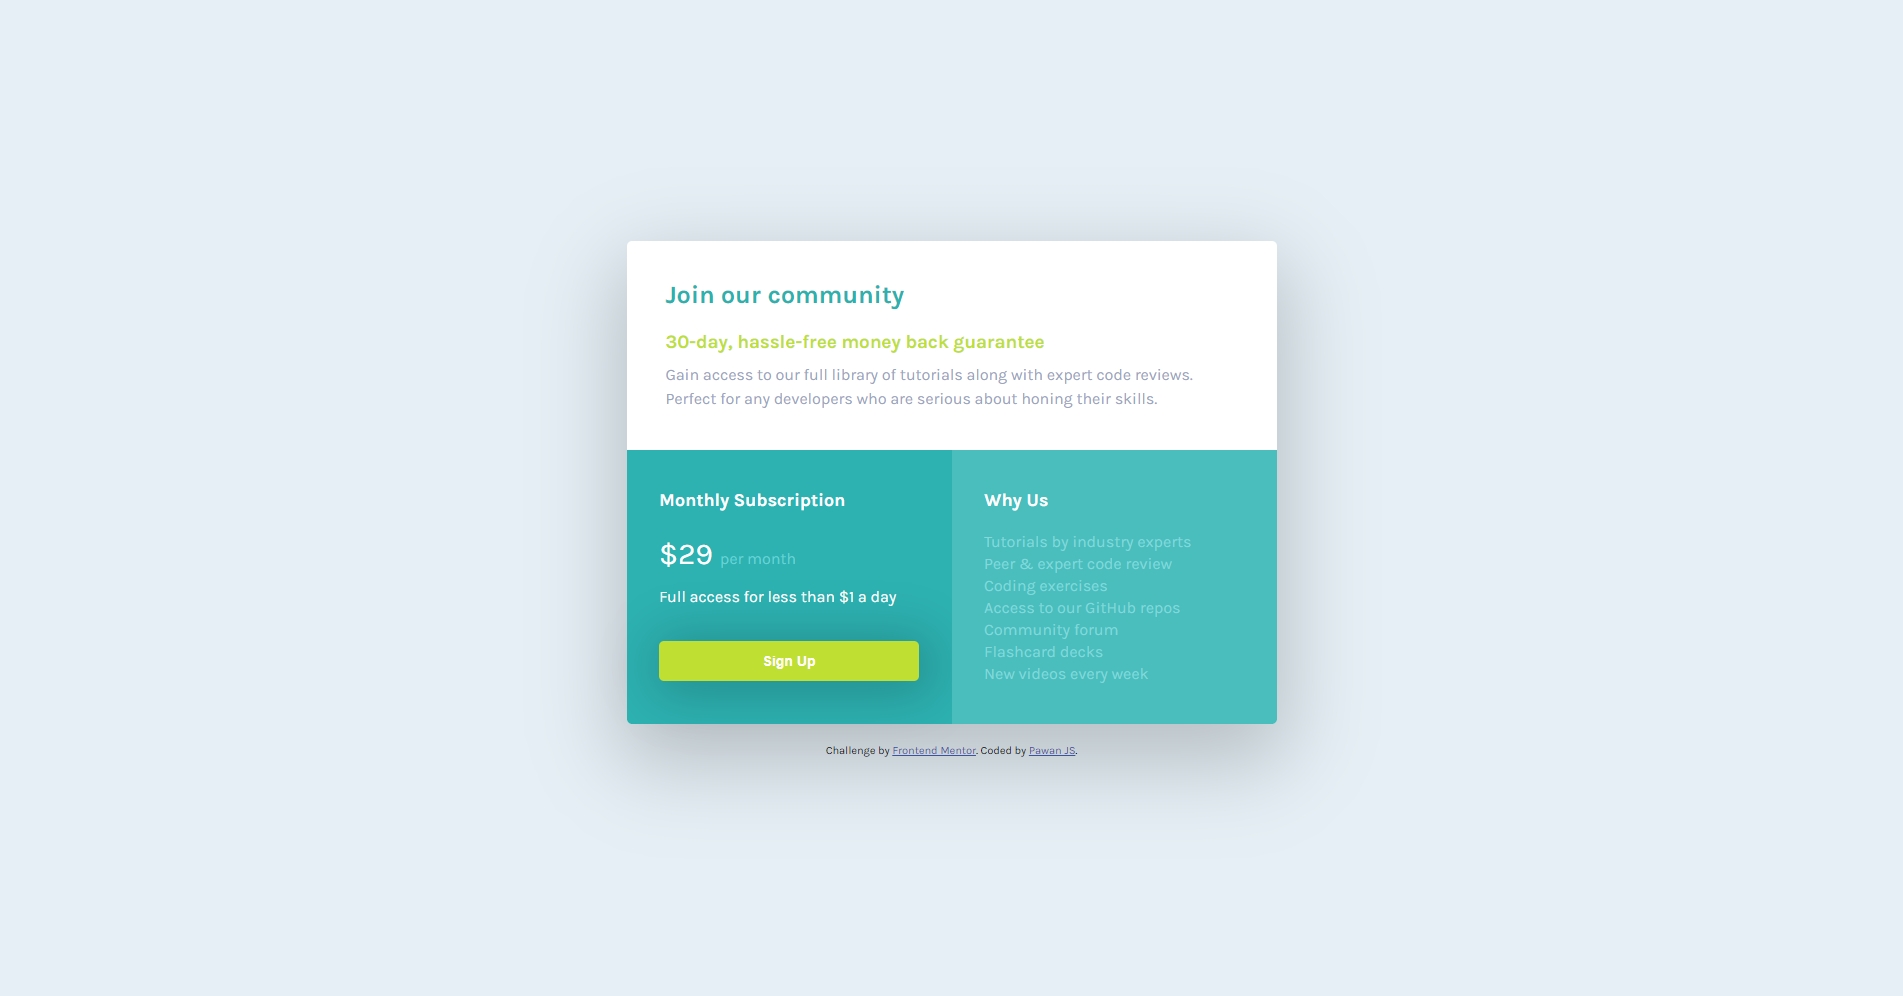 Join our community
30-day, hassle-free money back guarantee
Gain access to our full library of tutorials along with expert code reviews.
Perfect for any developers who are serious about honing their skills.
Monthly Subscription
$29 per month
Full access for less than $1 a day
Sign Up
Why Us
Tutorials by industry experts
Peer & expert code review
Coding exercises
Access to our GitHub repos
Community forum
Flashcard decks
New videos every week
Challenge by Frontend Mentor. Coded by Pawan JS.